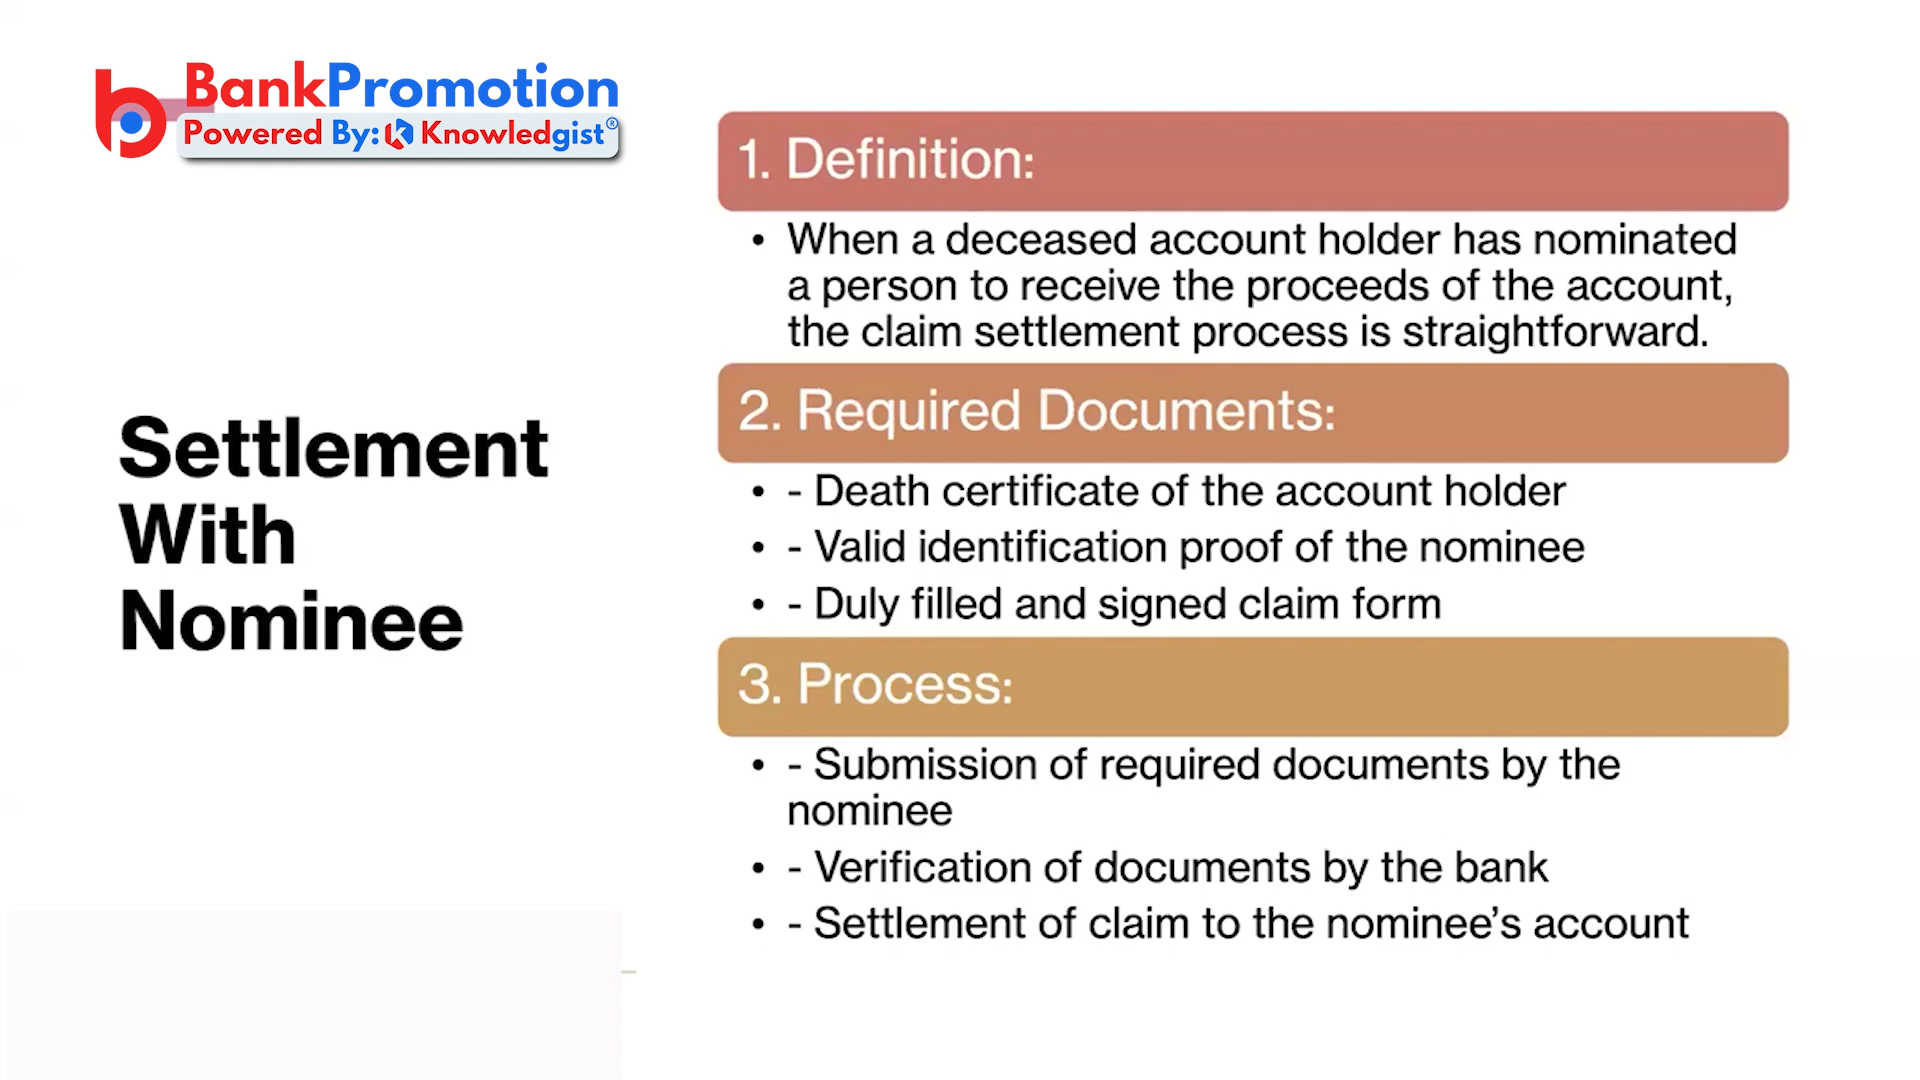 BankPromotion
Powered By: Knowledgist®
Settlement
With
Nominee
1. Definition:
• When a deceased account holder has nominated
a person to receive the proceeds of the account,
the claim settlement process is straightforward.
2. Required Documents:
• - Death certificate of the account holder
• - Valid identification proof of the nominee
• - Duly filled and signed claim form
3. Process:
• - Submission of required documents by the
nominee
• - Verification of documents by the bank
• - Settlement of claim to the nominee’s account